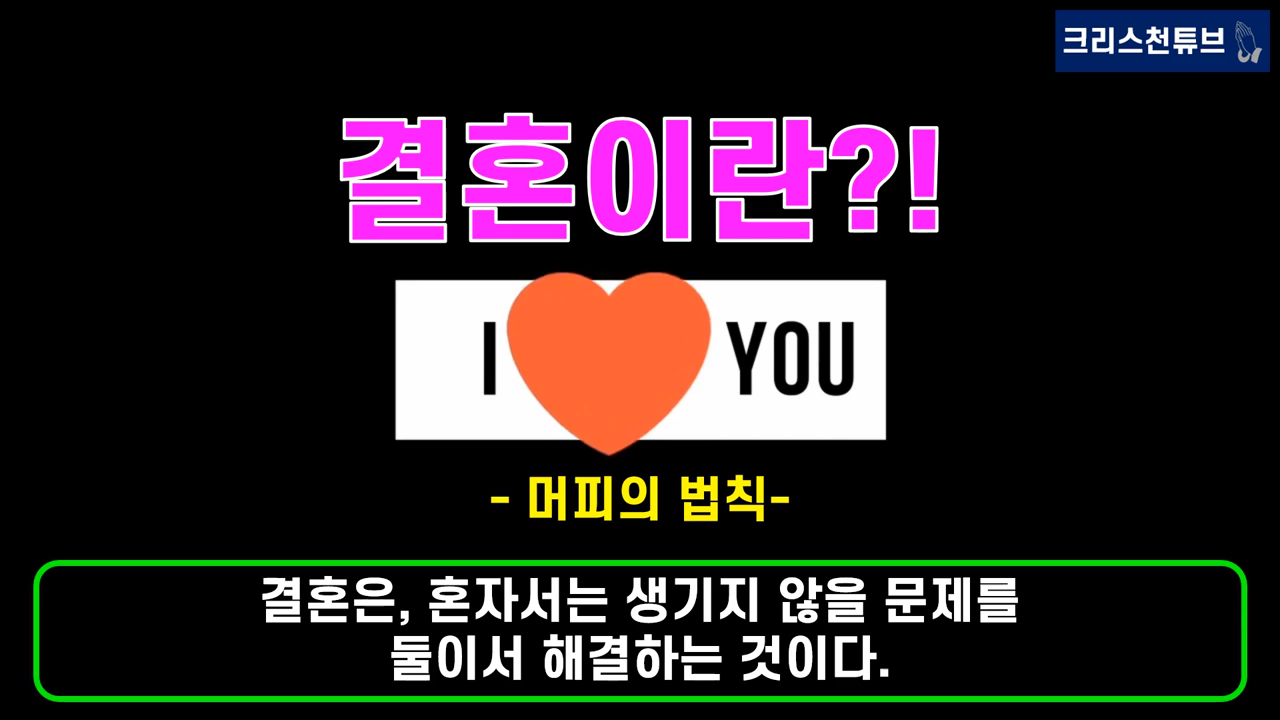 크리스천튜브
결혼이란?!
I YOU
- 머피의 법칙-
결혼은, 혼자서는 생기지 않을 문제를
둘이서 해결하는 것이다.